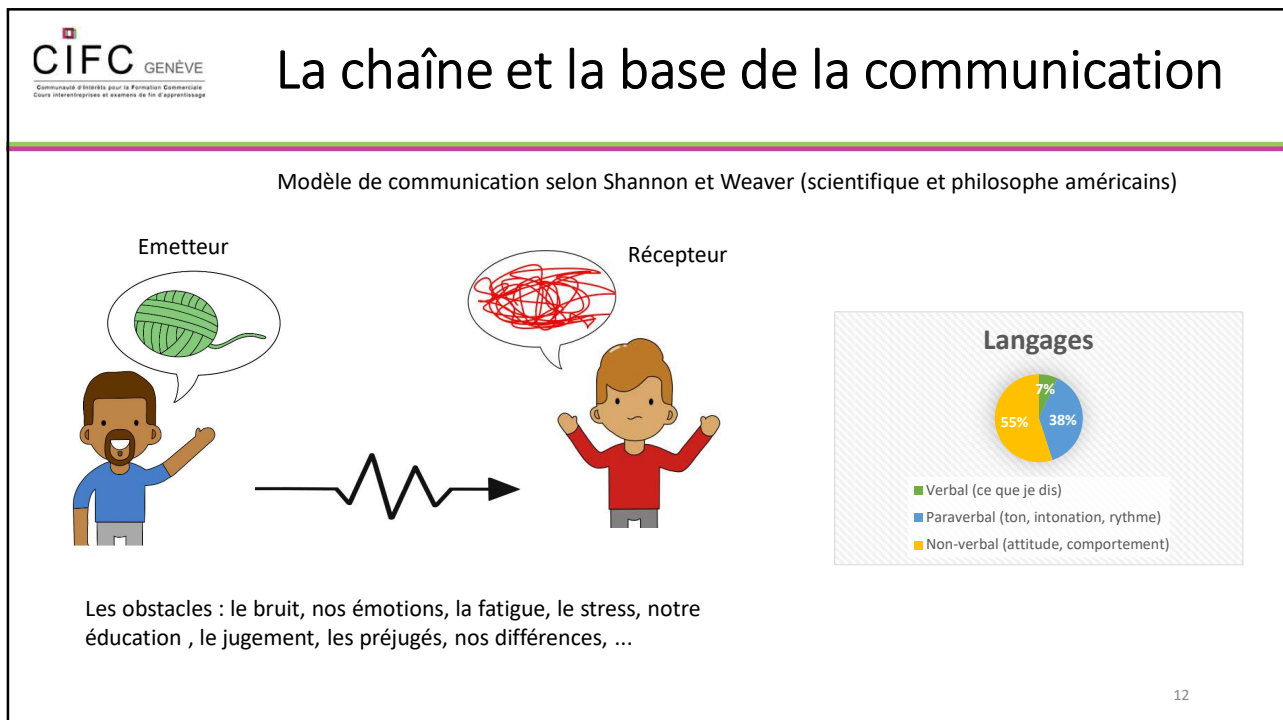 CIFC GENÈVE
Communauté d'Intérêts pour la Formation Commerciale
Cours interentreprises et examens de fin d'apprentissage
La chaîne et la base de la communication
Modèle de communication selon Shannon et Weaver (scientifique et philosophe américains)
Emetteur
Récepteur
Langages
7%
55%
38%
Verbal (ce que je dis)
Paraverbal (ton, intonation, rythme)
Non-verbal (attitude, comportement)
Les obstacles : le bruit, nos émotions, la fatigue, le stress, notre
éducation , le jugement, les préjugés, nos différences, ...
12